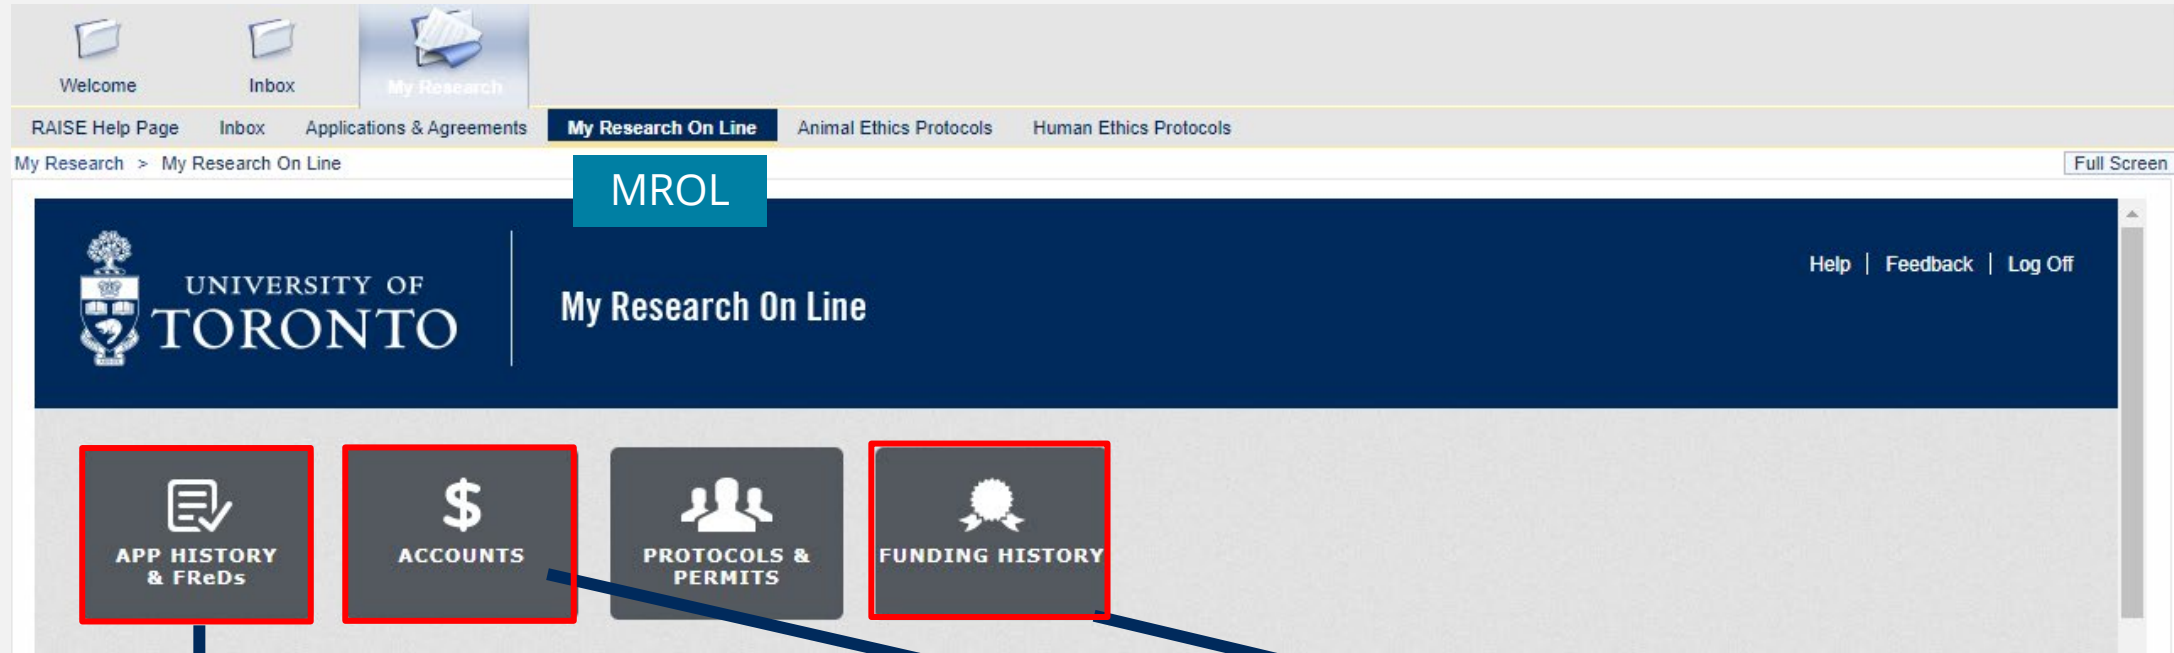 Welcome Inbox My Research
RAISE Help Page Inbox Applications & Agreements My Research On Line Animal Ethics Protocols Human Ethics Protocols
My Research > My Research On Line Full Screen
MROL
UNIVERSITY OF
TORONTO
My Research On Line
Help | Feedback | Log Off
APP HISTORY
& FReDs
$
ACCOUNTS
PROTOCOLS &
PERMITS
FUNDING HISTORY